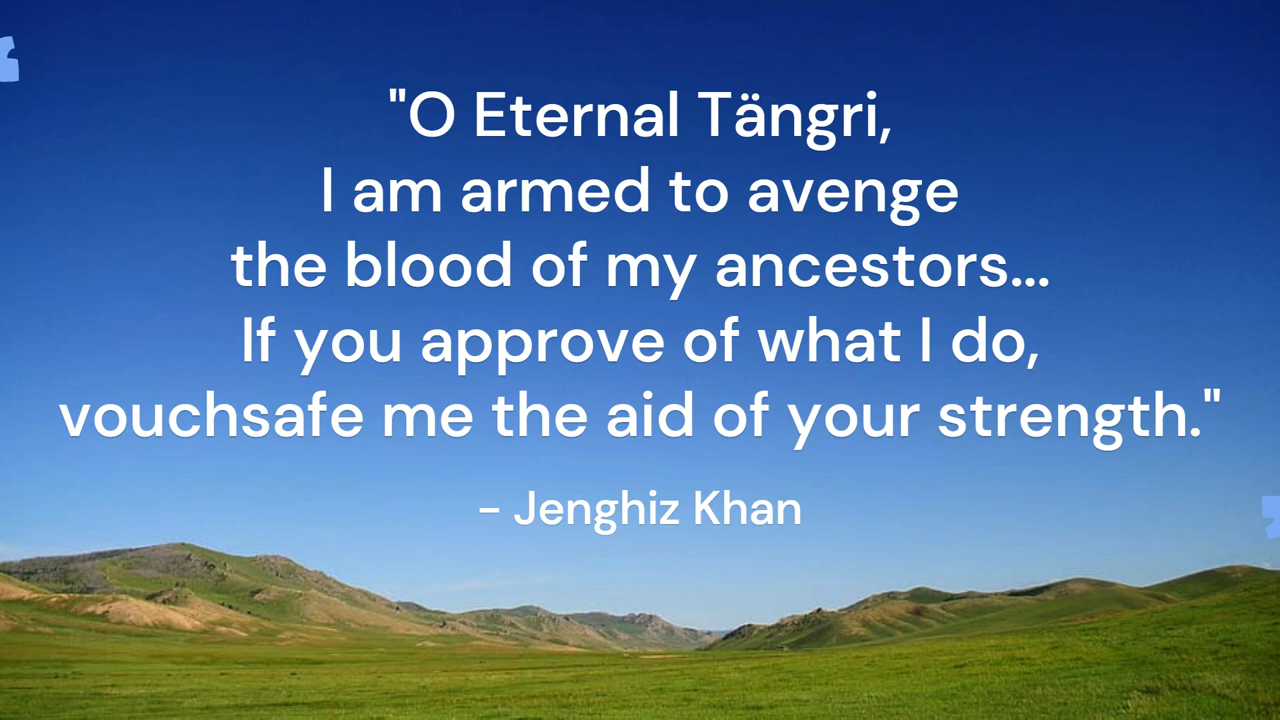 "O Eternal Tängri,
I am armed to avenge
the blood of my ancestors...
If you approve of what I do,
vouchsafe me the aid of your strength."
– Jenghiz Khan